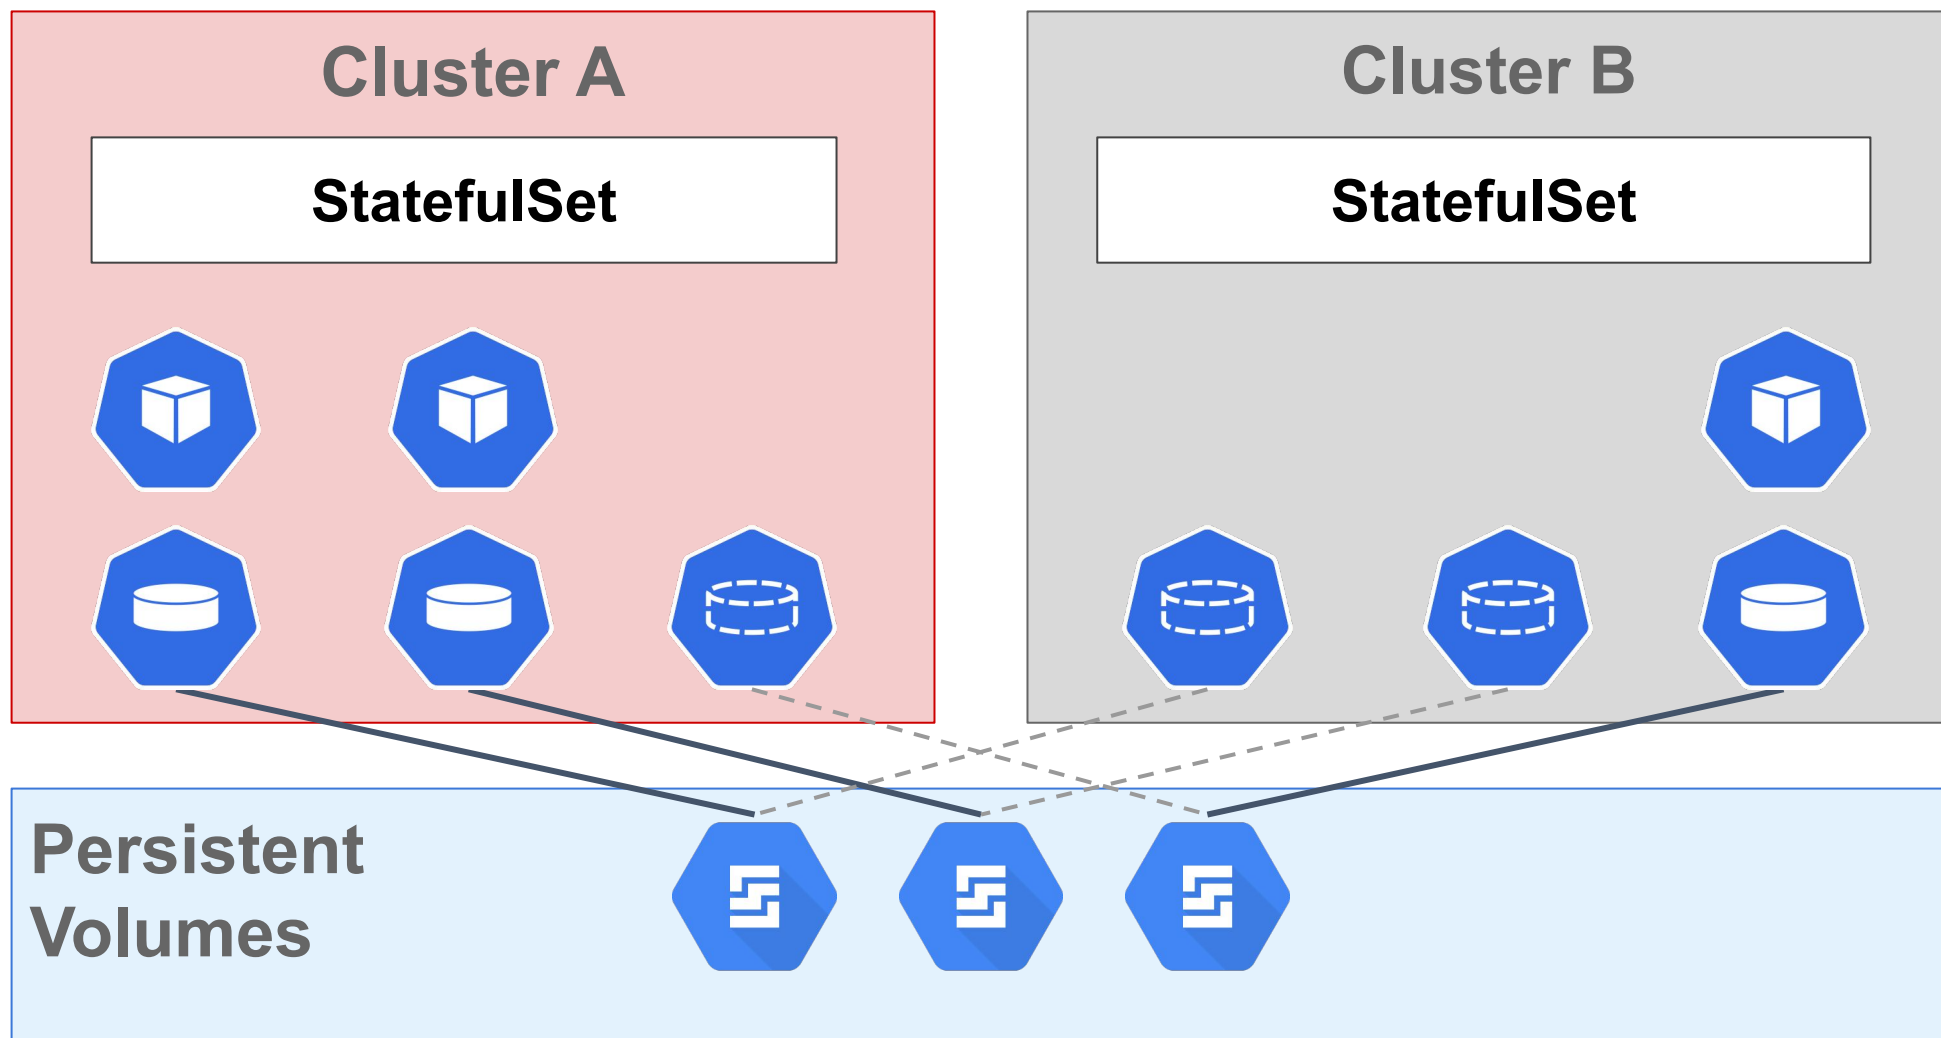 Cluster A
Cluster B
StatefulSet
StatefulSet
Persistent
Volumes